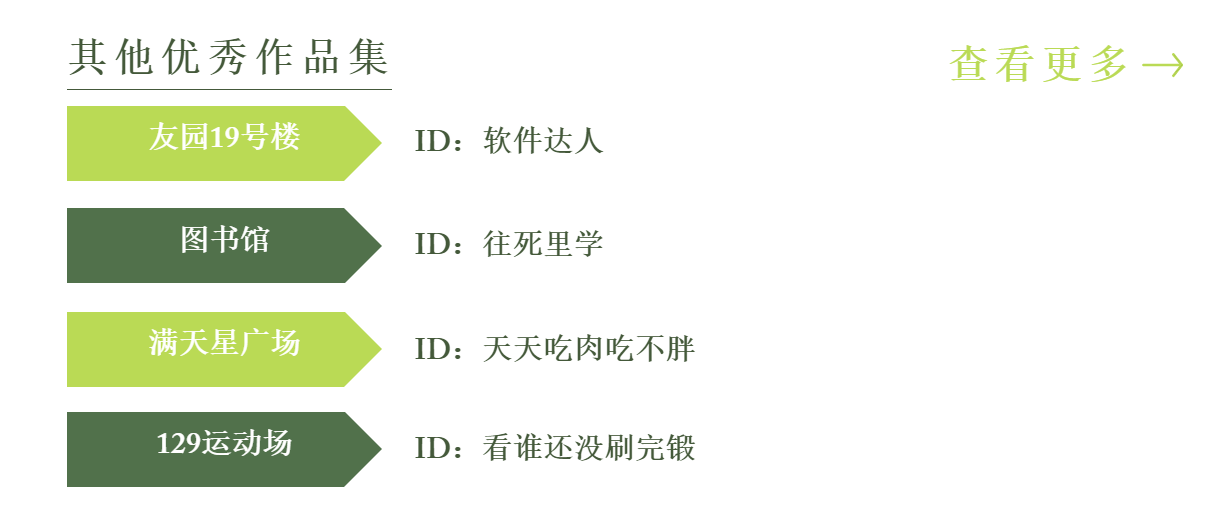 其他优秀作品集
查看更多
友园19号楼
ID：软件达人
图书馆
ID：往死里学
满天星广场
ID：天天吃肉吃不胖
129运动场
ID：看谁还没刷完锻